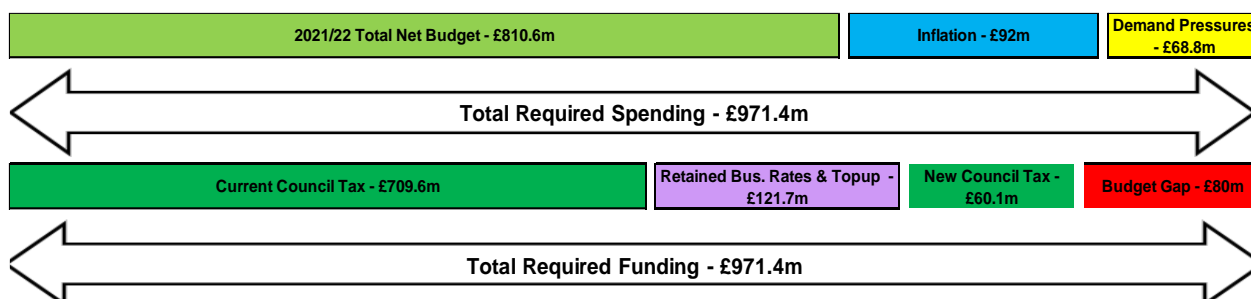 2021/22 Total Net Budget - £810.6m
Inflation - £92m
Demand Pressures
- £68.8m
Total Required Spending - £971.4m
Current Council Tax - £709.6m
Retained Bus. Rates & Topup -
£121.7m
New Council Tax -
£60.1m
Budget Gap - £80m
Total Required Funding - £971.4m